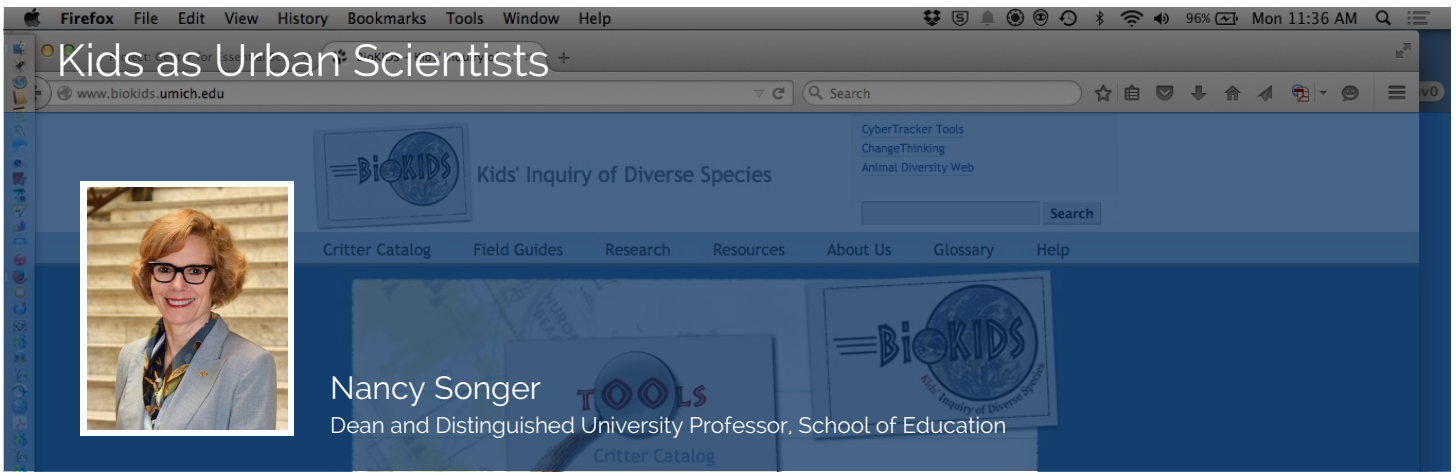 Firefox File Edit View History Bookmarks Tools Window Help 96% Mon 11:36 AM
Kids as Urban Scientists
www.biokids.umich.edu Search
CyberTracker Tools
ChangeThinking
Animal Diversity Web
BioKIDS Kids' Inquiry of Diverse Species
Search
Critter Catalog Field Guides Research Resources About Us Glossary Help
BioKIDS
Kids' Inquiry of Diverse Species
TOOLS
Critter Catalog
Nancy Songer
Dean and Distinguished University Professor, School of Education